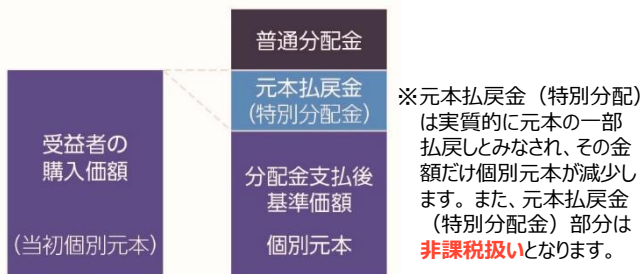 普通分配金
元本払戻金
(特別分配金)
受益者の
購入価額
(当初個別元本)
分配金支払後
基準価額
個別元本
※元本払戻金（特別分配）
は実質的に元本の一部
払戻しとみなされ、その金
額だけ個別元本が減少し
ます。また、元本払戻金
（特別分配金）部分は
非課税扱いとなります。